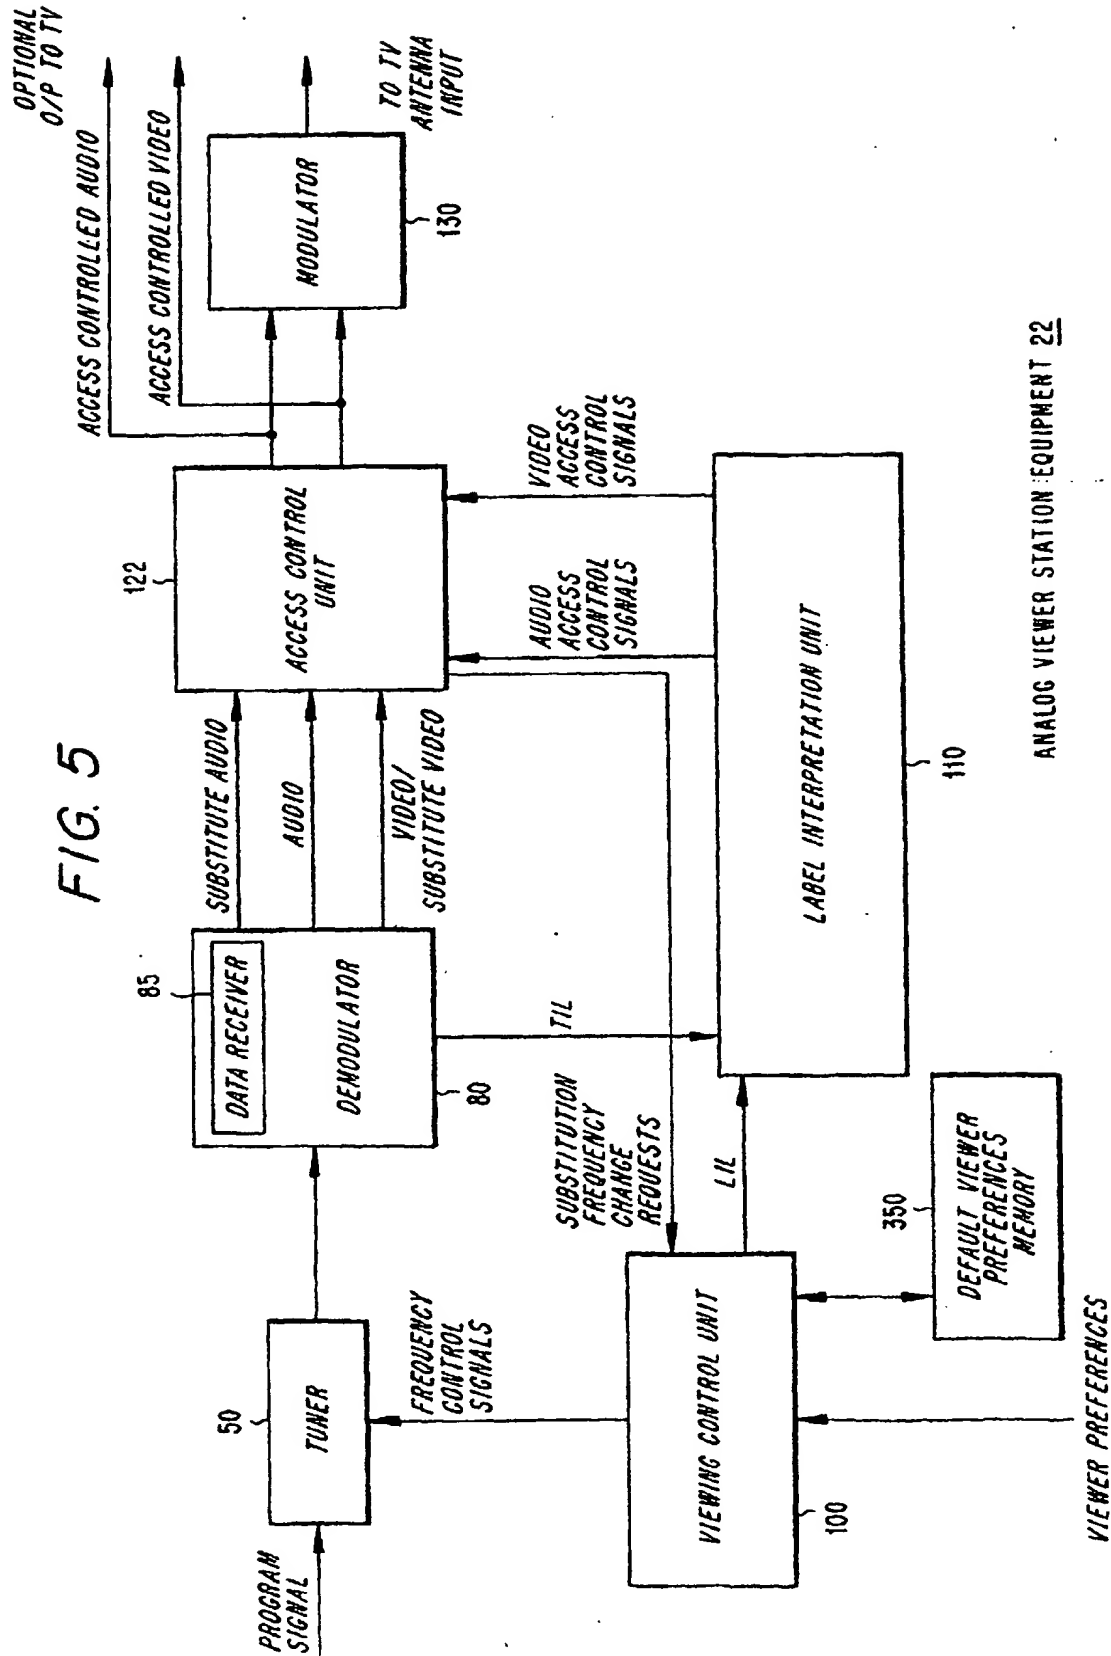 FIG. 5
OPTIONAL
O/P TO TV
ACCESS CONTROLLED AUDIO
ACCESS CONTROLLED VIDEO
TO TV
ANTENNA
INPUT
MODULATOR
130
122
ACCESS CONTROL
UNIT
SUBSTITUTE AUDIO
AUDIO
VIDEO/
SUBSTITUTE VIDEO
85
DATA RECEIVER
DEMODULATOR
80
PROGRAM
SIGNAL
50
TUNER
FREQUENCY
CONTROL
SIGNALS
SUBSTITUTION
FREQUENCY
CHANGE
REQUESTS
TIL
AUDIO
ACCESS
CONTROL
SIGNALS
VIDEO
ACCESS
CONTROL
SIGNALS
VIEWING CONTROL UNIT
100
LIL
LABEL INTERPRETATION UNIT
110
350
DEFAULT VIEWER
PREFERENCES
MEMORY
VIEWER PREFERENCES
ANALOG VIEWER STATION EQUIPMENT 22